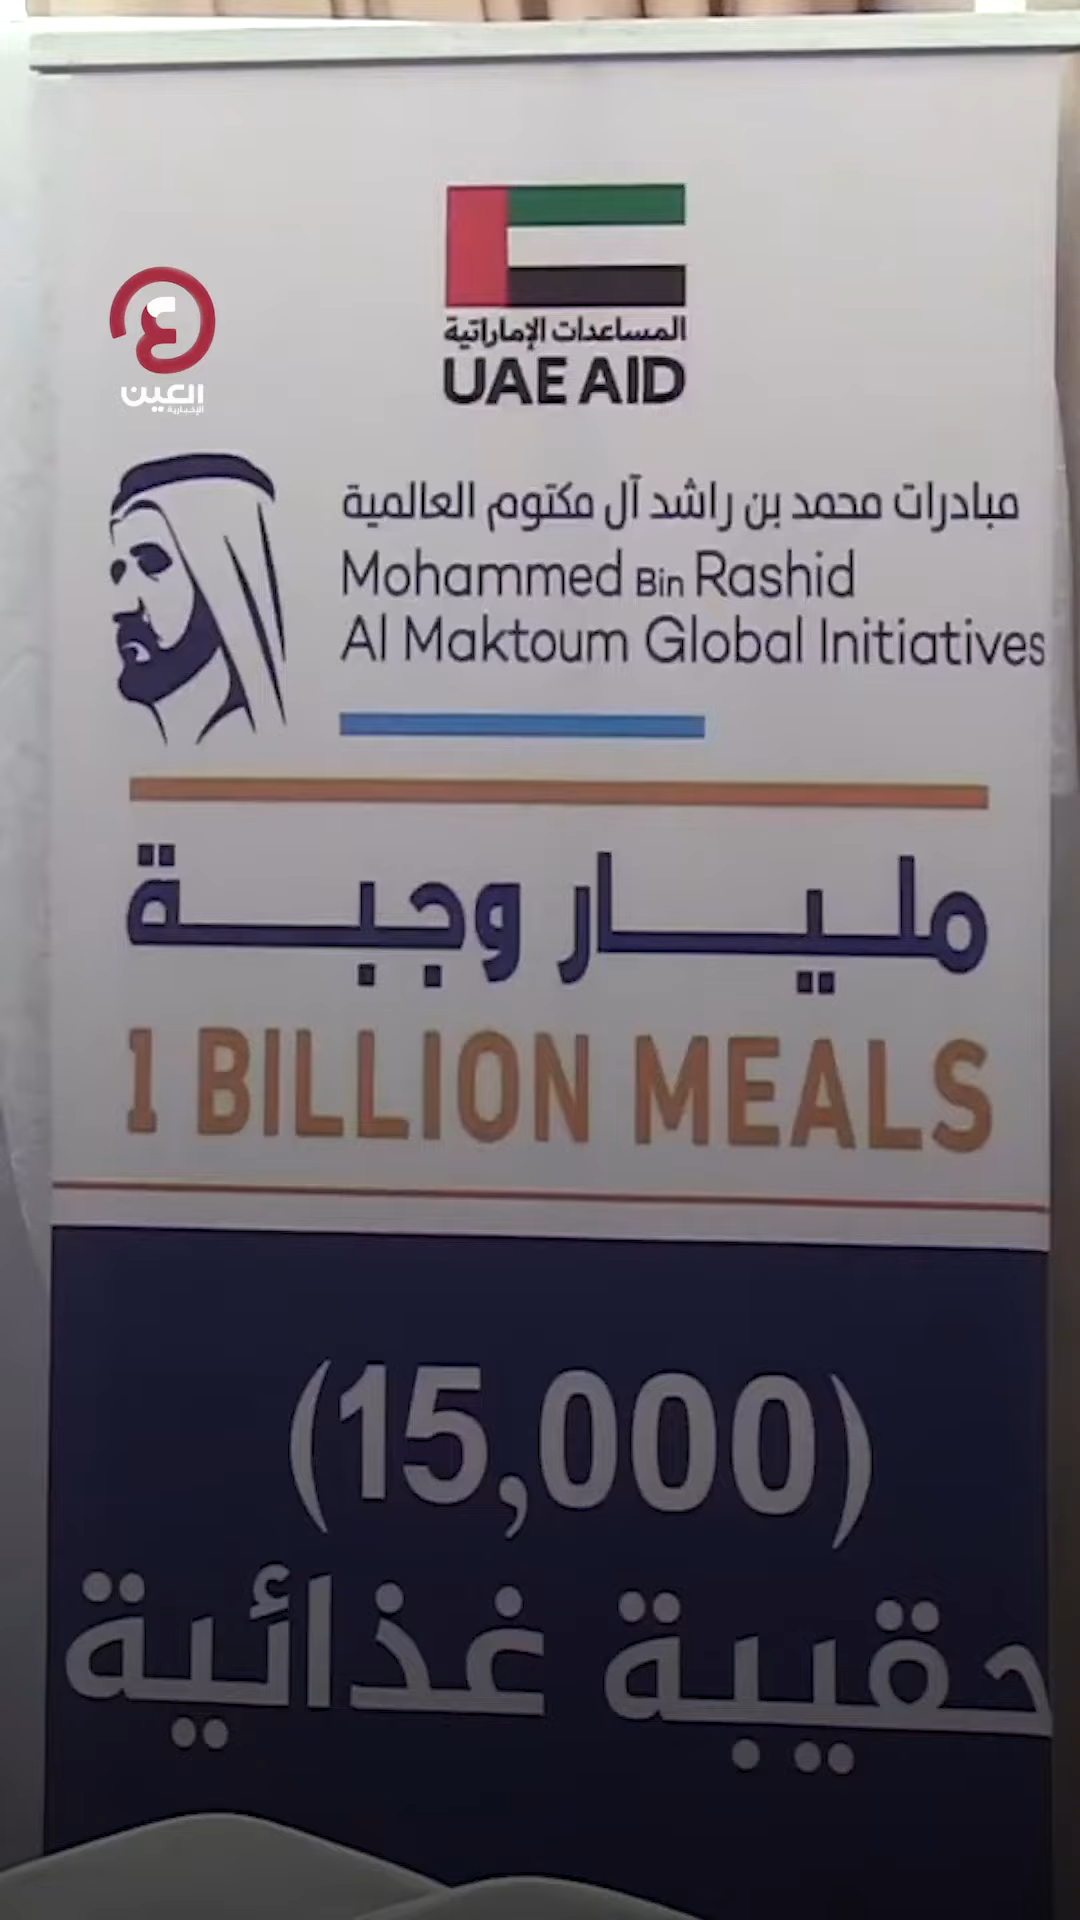 المساعدات الإماراتية
UAE AID
العين
الإخبارية
مبادرات محمد بن راشد آل مكتوم العالمية
Mohammed Bin Rashid
Al Maktoum Global Initiatives
مليار وجبة
1 BILLION MEALS
(15,000)
حقيبة غذائية